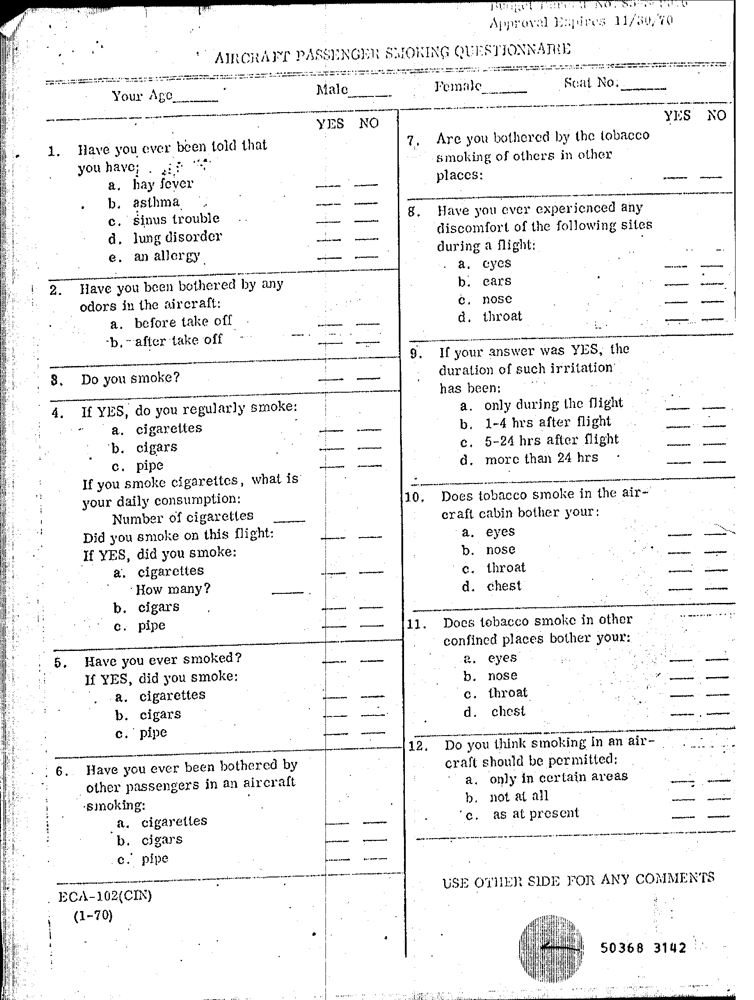 Approval Expires 11/30/70
AIRCRAFT PASSENGER SMOKING QUESTIONNAIRE
Your Age Male Female Seat No.
YES NO
1. Have you ever been told that
you have:
a. hay fever
b. asthma
c. sinus trouble
d. lung disorder
e. an allergy
2. Have you been bothered by any
odors in the aircraft:
a. before take off
b. after take off
3. Do you smoke?
4. If YES, do you regularly smoke:
a. cigarettes
b. cigars
c. pipe
If you smoke cigarettes, what is
your daily consumption:
Number of cigarettes
Did you smoke on this flight:
If YES, did you smoke:
a. cigarettes
How many?
b. cigars
c. pipe
5. Have you ever smoked?
If YES, did you smoke:
a. cigarettes
b. cigars
c. pipe
6. Have you ever been bothered by
other passengers in an aircraft
smoking:
a. cigarettes
b. cigars
c. pipe
ECA-102(CIN)
(1-70)
YES NO
7. Are you bothered by the tobacco
smoking of others in other
places:
8. Have you ever experienced any
discomfort of the following sites
during a flight:
a. eyes
b. ears
c. nose
d. throat
9. If your answer was YES, the
duration of such irritation
has been:
a. only during the flight
b. 1-4 hrs after flight
c. 5-24 hrs after flight
d. more than 24 hrs
10. Does tobacco smoke in the air-
craft cabin bother your:
a. eyes
b. nose
c. throat
d. chest
11. Does tobacco smoke in other
confined places bother your:
a. eyes
b. nose
c. throat
d. chest
12. Do you think smoking in an air-
craft should be permitted:
a. only in certain areas
b. not at all
c. as at present
USE OTHER SIDE FOR ANY COMMENTS
50368 3142